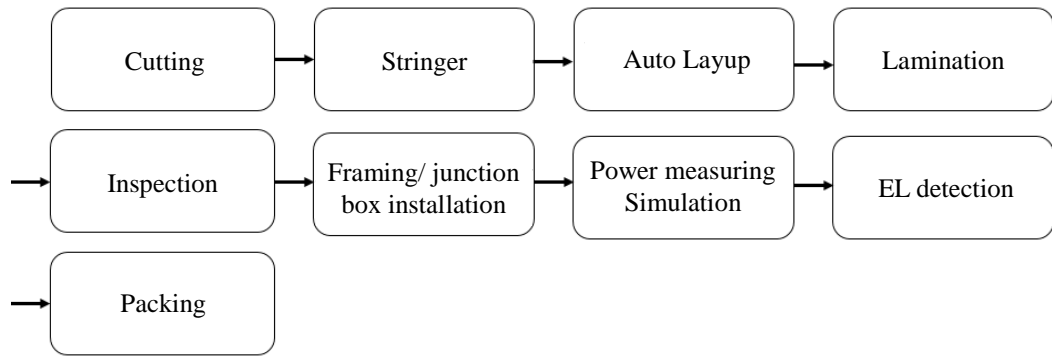 Cutting
Stringer
Auto Layup
Lamination
Inspection
Framing/ junction
box installation
Power measuring
Simulation
EL detection
Packing